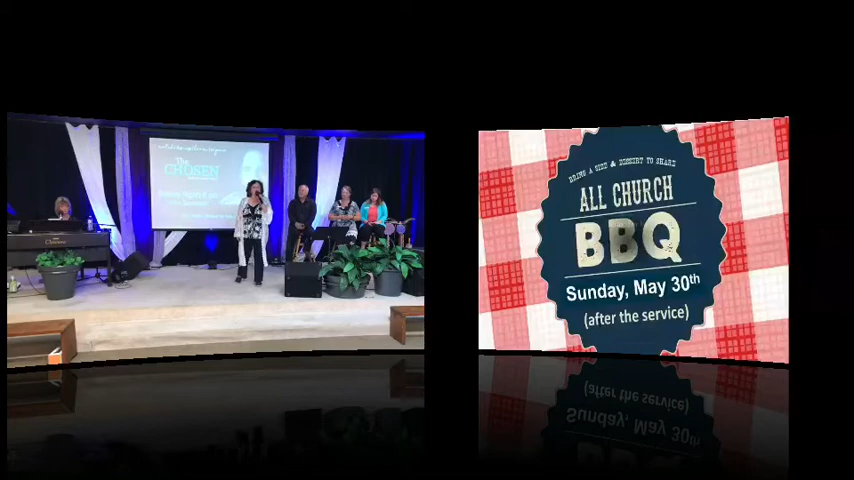 The
CHOSEN
BRING A SIDE & DESSERT TO SHARE
ALL CHURCH
BBQ
Sunday, May 30th
(after the service)